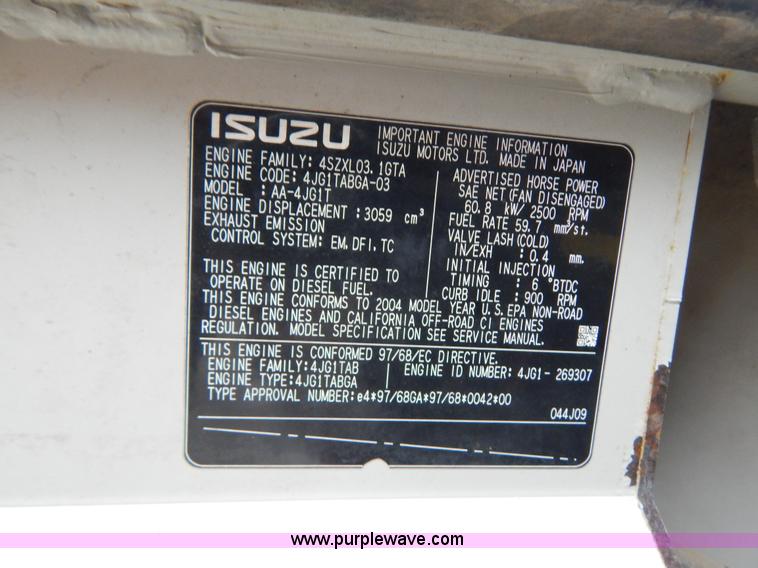 ISUZU
IMPORTANT ENGINE INFORMATION
ISUZU MOTORS LTD. MADE IN JAPAN
ENGINE FAMILY: 4SZXL03.1GTA
ENGINE CODE: 4JG1TABGA-03
MODEL : AA-4JG1T
ENGINE DISPLACEMENT :3059 cm³
EXHAUST EMISSION
CONTROL SYSTEM: EM,DFI,TC
THIS ENGINE IS CERTIFIED TO
OPERATE ON DIESEL FUEL.
ADVERTISED HORSE POWER
SAE NET(FAN DISENGAGED)
60.8 kW/ 2500 RPM
FUEL RATE 59.7 mm³/st.
VALVE LASH(COLD)
IN/EXH : 0.4 mm.
INITIAL INJECTION
TIMING : 6 °BTDC
CURB IDLE : 900 RPM
THIS ENGINE CONFORMS TO 2004 MODEL YEAR U.S.EPA NON-ROAD
DIESEL ENGINES AND CALIFORNIA OFF-ROAD CI ENGINES
REGULATION. MODEL SPECIFICATION SEE SERVICE MANUAL.
THIS ENGINE IS CONFORMED 97/68/EC DIRECTIVE.
ENGINE FAMILY:4JG1TAB
ENGINE ID NUMBER: 4JG1- 269307
ENGINE TYPE:4JG1TABGA
TYPE APPROVAL NUMBER:e4*97/68GA*97/68*0042*00
044J09
www.purplewave.com